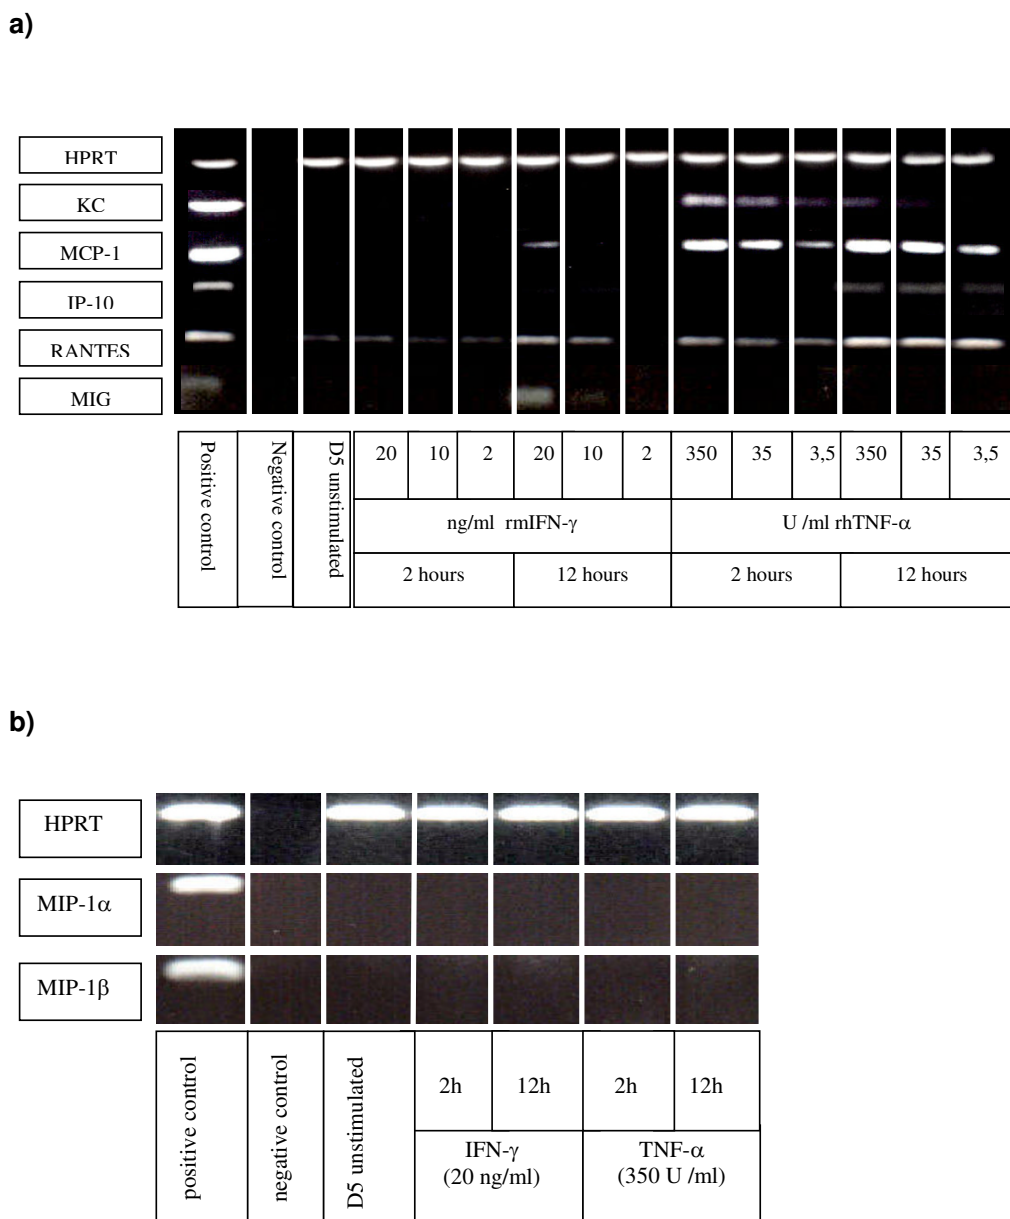 a)
HPRT
KC
MCP-1
IP-10
RANTES
MIG
Positive control
Negative control
D5 unstimulated
20 10 2 20 10 2 350 35 3,5 350 35 3,5
ng/ml rmIFN-γ U /ml rhTNF-α
2 hours 12 hours 2 hours 12 hours
b)
HPRT
MIP-1α
MIP-1β
positive control
negative control
D5 unstimulated
2h 12h 2h 12h
IFN-γ TNF-α
(20 ng/ml) (350 U /ml)